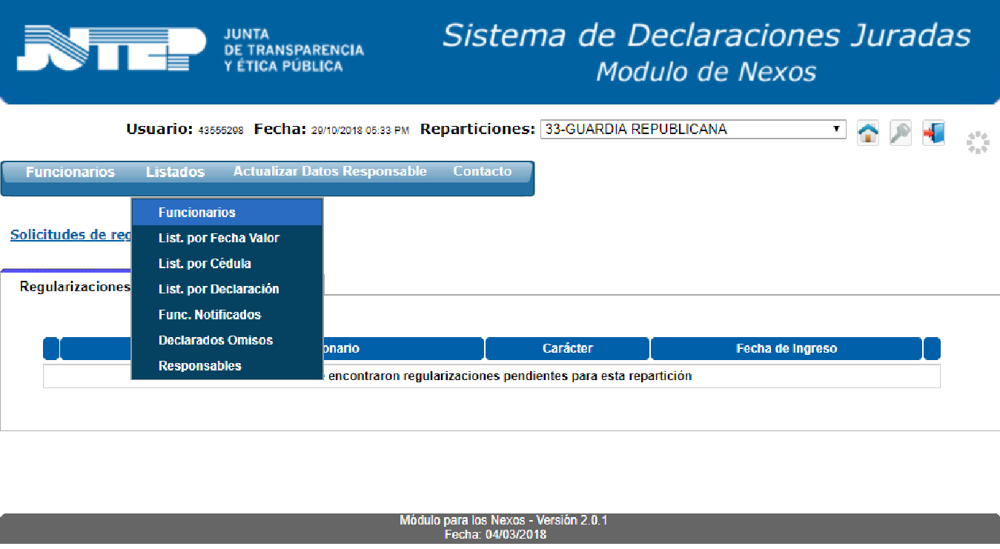 JUTEP
JUNTA
DE TRANSPARENCIA
Y ÉTICA PÚBLICA
Sistema de Declaraciones Juradas
Modulo de Nexos
Usuario: 43555298 Fecha: 29/10/2018 05:33 PM Reparticiones: 33-GUARDIA REPUBLICANA
Funcionarios Listados Actualizar Datos Responsable Contacto
Funcionarios
List. por Fecha Valor
List. por Cédula
List. por Declaración
Func. Notificados
Declarados Omisos
Responsables
Solicitudes de
Regularizaciones
Carácter Fecha de Ingreso
encontraron regularizaciones pendientes para esta repartición
Módulo para los Nexos - Versión 2.0.1
Fecha: 04/03/2018